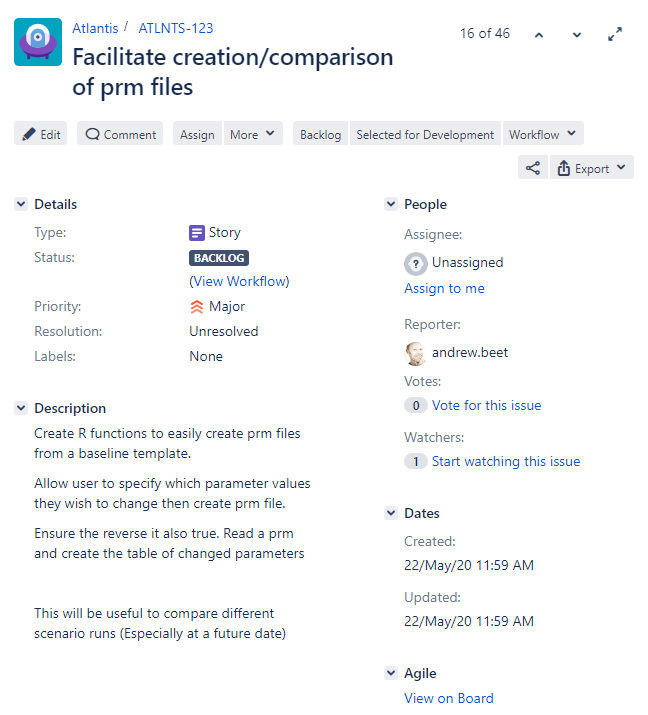 Atlantis / ATLNTS-123
16 of 46
Facilitate creation/comparison
of prm files
Edit
Comment
Assign
More
Backlog
Selected for Development
Workflow
Export
Details
Type:
Story
Status:
BACKLOG
(View Workflow)
Priority:
Major
Resolution:
Unresolved
Labels:
None
Description
Create R functions to easily create prm files
from a baseline template.
Allow user to specify which parameter values
they wish to change then create prm file.
Ensure the reverse it also true. Read a prm
and create the table of changed parameters
This will be useful to compare different
scenario runs (Especially at a future date)
People
Assignee:
?
Unassigned
Assign to me
Reporter:
andrew.beet
Votes:
0 Vote for this issue
Watchers:
1 Start watching this issue
Dates
Created:
22/May/20 11:59 AM
Updated:
22/May/20 11:59 AM
Agile
View on Board